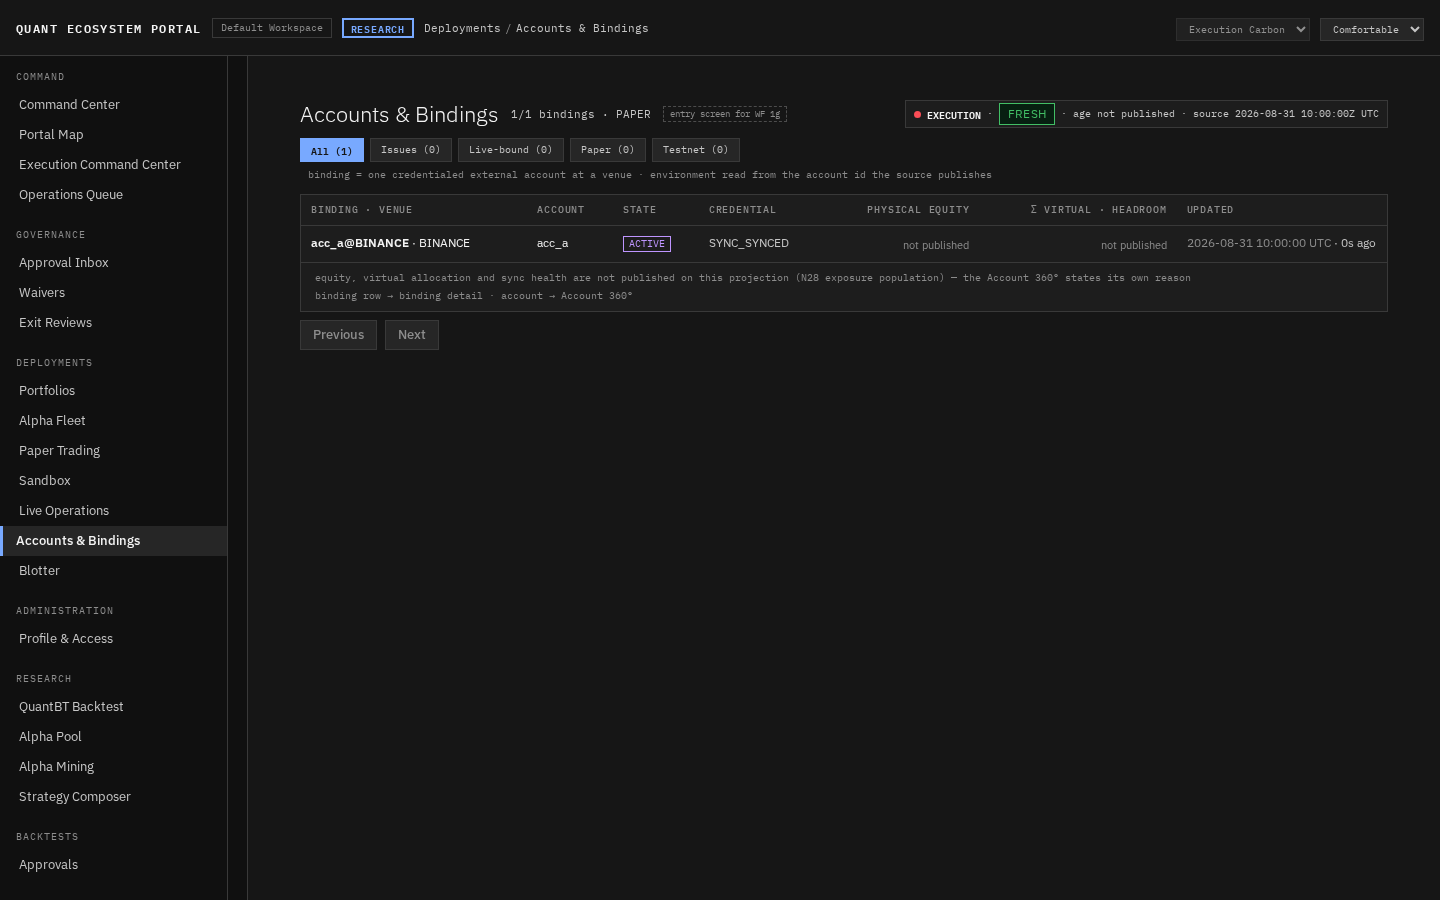 QUANT ECOSYSTEM PORTAL Default Workspace RESEARCH Deployments / Accounts & Bindings Execution Carbon Comfortable
COMMAND
Command Center
Portal Map
Execution Command Center
Operations Queue
GOVERNANCE
Approval Inbox
Waivers
Exit Reviews
DEPLOYMENTS
Portfolios
Alpha Fleet
Paper Trading
Sandbox
Live Operations
Accounts & Bindings
Blotter
ADMINISTRATION
Profile & Access
RESEARCH
QuantBT Backtest
Alpha Pool
Alpha Mining
Strategy Composer
BACKTESTS
Approvals
Accounts & Bindings 1/1 bindings · PAPER entry screen for WF 1g EXECUTION · FRESH · age not published · source 2026-08-31 10:00:00Z UTC
All (1) Issues (0) Live-bound (0) Paper (0) Testnet (0)
binding = one credentialed external account at a venue · environment read from the account id the source publishes
BINDING · VENUE ACCOUNT STATE CREDENTIAL PHYSICAL EQUITY Σ VIRTUAL · HEADROOM UPDATED
acc_a@BINANCE · BINANCE acc_a ACTIVE SYNC_SYNCED not published not published 2026-08-31 10:00:00 UTC · 0s ago
equity, virtual allocation and sync health are not published on this projection (N28 exposure population) — the Account 360° states its own reason
binding row → binding detail · account → Account 360°
Previous Next